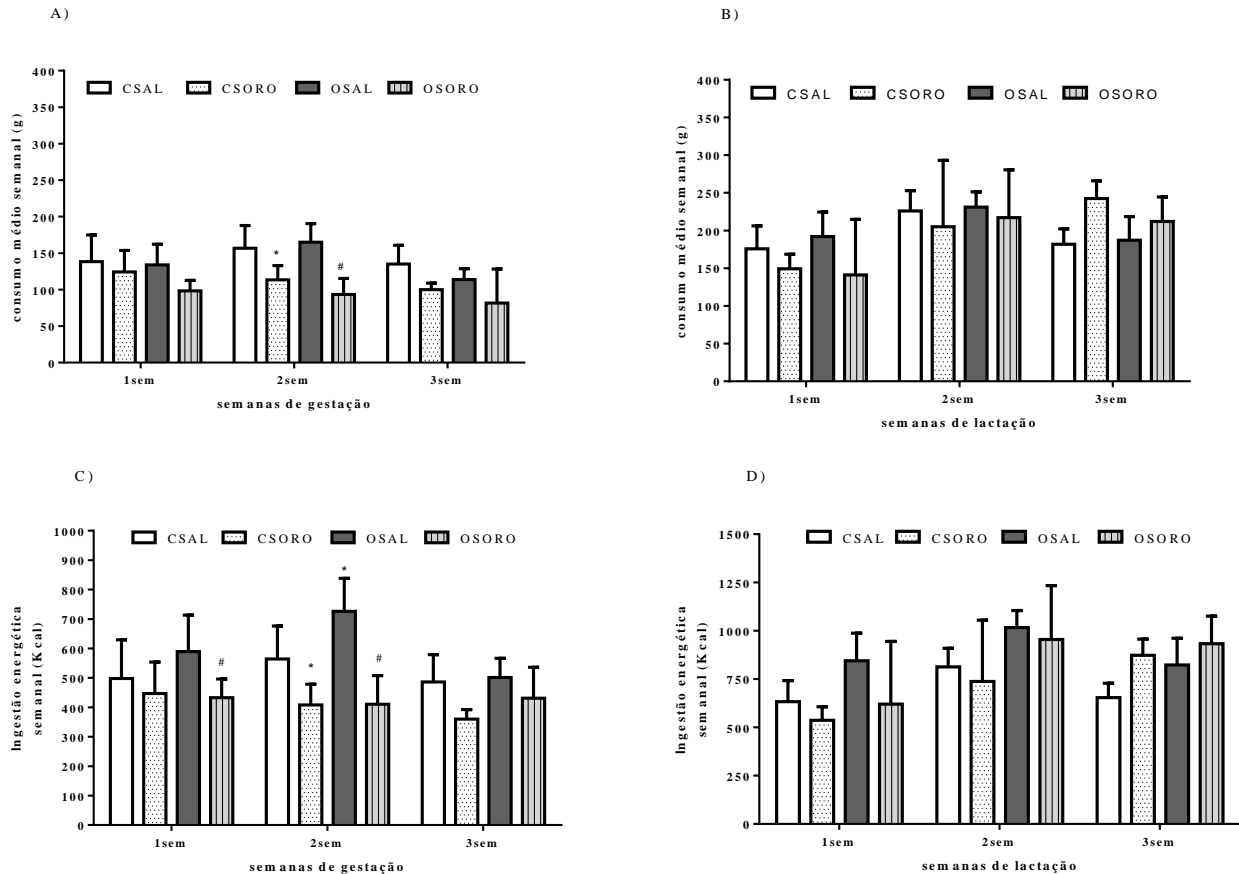 A)
CSAL CSORO OSAL OSORO
consumo médio semanal (g)
400
350
300
250
200
150
100
50
0
*
#
1sem 2sem 3sem
semanas de gestação
B)
CSAL CSORO OSAL OSORO
consumo médio semanal (g)
400
350
300
250
200
150
100
50
0
1sem 2sem 3sem
semanas de lactação
C)
CSAL CSORO OSAL OSORO
Ingestão energética
semanal (Kcal)
1000
900
800
700
600
500
400
300
200
100
0
#
*
*
#
1sem 2sem 3sem
semanas de gestação
D)
CSAL CSORO OSAL OSORO
Ingestão energética
semanal (Kcal)
1500
1250
1000
750
500
250
0
1sem 2sem 3sem
semanas de lactação